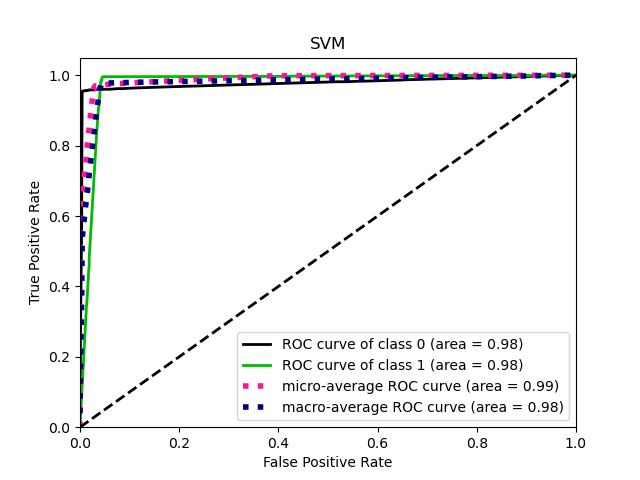 SVM
True Positive Rate
1.0
0.8
0.6
0.4
0.2
0.0
ROC curve of class 0 (area = 0.98)
ROC curve of class 1 (area = 0.98)
micro-average ROC curve (area = 0.99)
macro-average ROC curve (area = 0.98)
0.0 0.2 0.4 0.6 0.8 1.0
False Positive Rate